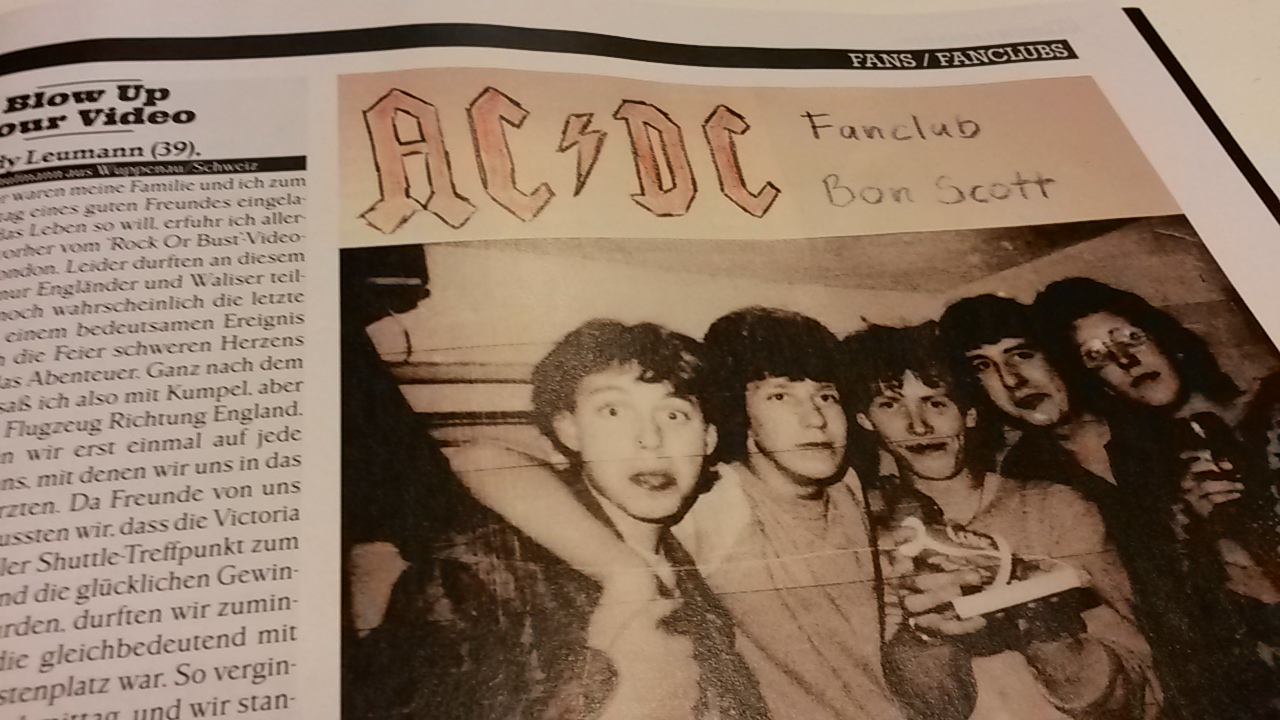 FANS / FANCLUBS
Blow Up
our Video
dy Leumann (39),
aus Wuppenau/Schweiz
waren meine Familie und ich zum
tag eines guten Freundes eingela-
das Leben so will, erfuhr ich aller-
vorher vom 'Rock Or Bust'-Video-
ondon. Leider durften an diesem
nur Engländer und Waliser teil-
noch wahrscheinlich die letzte
einem bedeutsamen Ereignis
die Feier schweren Herzens
das Abenteuer. Ganz nach dem
saß ich also mit Kumpel, aber
Flugzeug Richtung England.
n wir erst einmal auf jede
ns, mit denen wir uns in das
rzten. Da Freunde von uns
ussten wir, dass die Victoria
ler Shuttle-Treffpunkt zum
nd die glücklichen Gewin-
rden, durften wir zumin-
die gleichbedeutend mit
stenplatz war. So vergin-
mittag, und wir stan-
AC DC Fanclub
Bon Scott